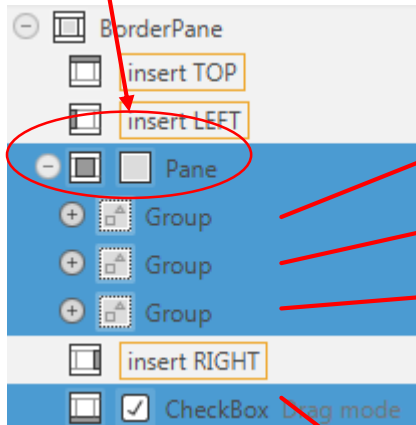 BorderPane
insert TOP
insert LEFT
Pane
Group
Group
Group
insert RIGHT
CheckBox Drag mode